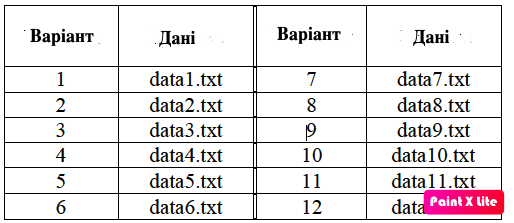 Варіант Дані Варіант Дані
1 data1.txt 7 data7.txt
2 data2.txt 8 data8.txt
3 data3.txt 9 data9.txt
4 data4.txt 10 data10.txt
5 data5.txt 11 data11.txt
6 data6.txt 12
Paint X Lite